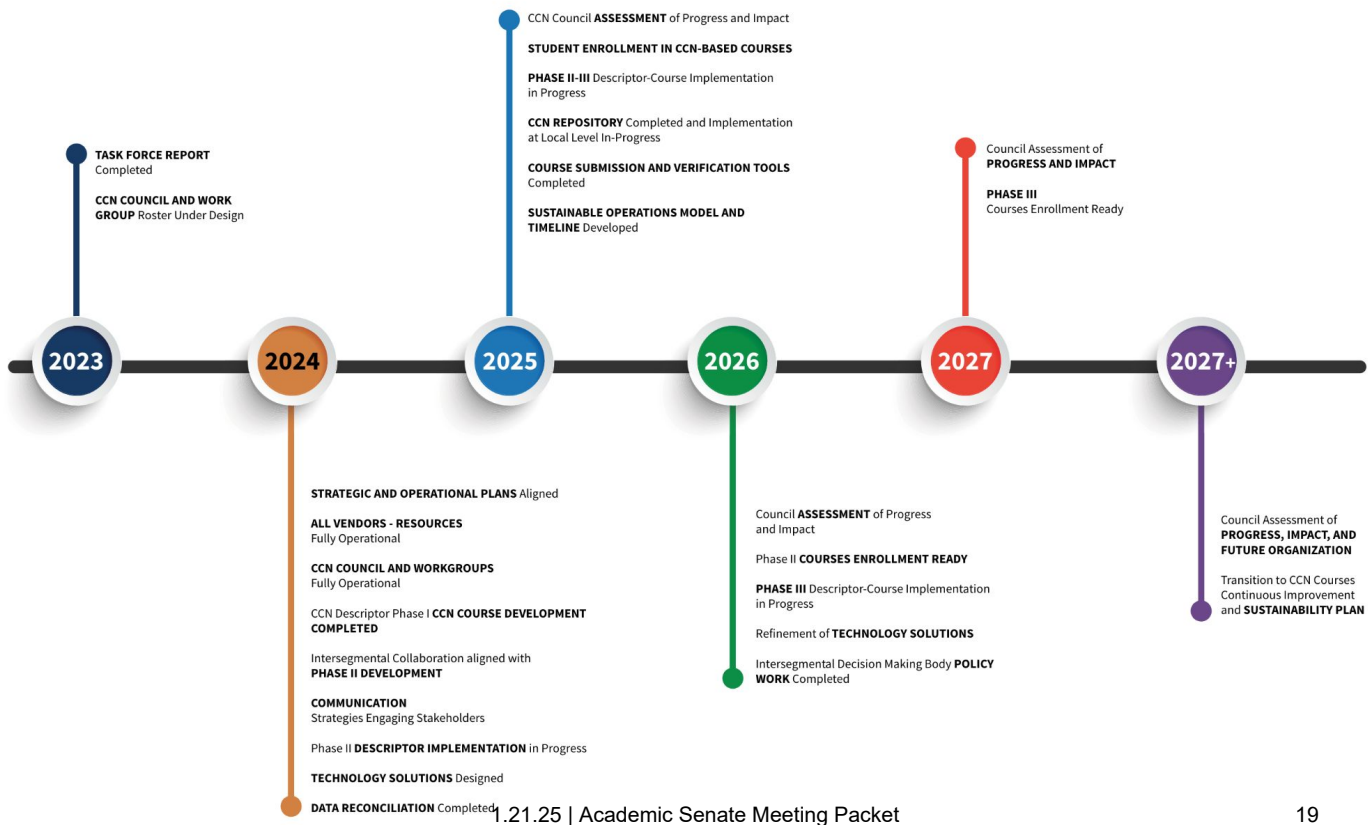 CCN Council ASSESSMENT of Progress and Impact
STUDENT ENROLLMENT IN CCN-BASED COURSES
PHASE II-III Descriptor-Course Implementation
in Progress
CCN REPOSITORY Completed and Implementation
at Local Level In-Progress
COURSE SUBMISSION AND VERIFICATION TOOLS
Completed
SUSTAINABLE OPERATIONS MODEL AND
TIMELINE Developed
TASK FORCE REPORT
Completed
CCN COUNCIL AND WORK
GROUP Roster Under Design
Council Assessment of
PROGRESS AND IMPACT
PHASE III
Courses Enrollment Ready
2023
2024
2025
2026
2027
2027+
STRATEGIC AND OPERATIONAL PLANS Aligned
ALL VENDORS - RESOURCES
Fully Operational
CCN COUNCIL AND WORKGROUPS
Fully Operational
CCN Descriptor Phase I CCN COURSE DEVELOPMENT
COMPLETED
Intersegmental Collaboration aligned with
PHASE II DEVELOPMENT
COMMUNICATION
Strategies Engaging Stakeholders
Phase II DESCRIPTOR IMPLEMENTATION in Progress
TECHNOLOGY SOLUTIONS Designed
DATA RECONCILIATION Completed
Council ASSESSMENT of Progress
and Impact
Phase II COURSES ENROLLMENT READY
PHASE III Descriptor-Course Implementation
in Progress
Refinement of TECHNOLOGY SOLUTIONS
Intersegmental Decision Making Body POLICY
WORK Completed
Council Assessment of
PROGRESS, IMPACT, AND
FUTURE ORGANIZATION
Transition to CCN Courses
Continuous Improvement
and SUSTAINABILITY PLAN
1.21.25 | Academic Senate Meeting Packet
19